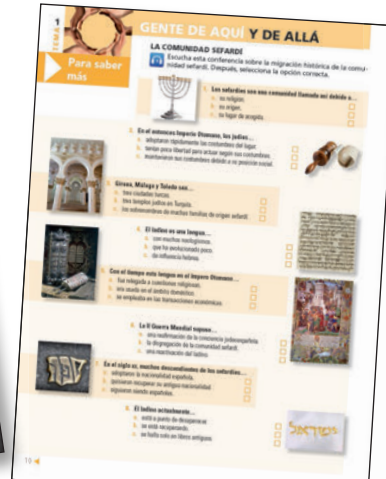 TEMA 1
GENTE DE AQUÍ Y DE ALLÁ
Para saber
más
LA COMUNIDAD SEFARDÍ
Escucha esta conferencia sobre la migración histórica de la comu-
nidad sefardí. Después, selecciona la opción correcta.
1. Los sefardíes son una comunidad llamada así debido a...
a. su religión.
b. su origen.
c. su lugar de acogida.
2. En el entonces Imperio Otomano, los judíos...
a. adoptaron rápidamente las costumbres del lugar.
b. tenían poca libertad para actuar según sus costumbres.
c. mantuvieron sus costumbres debido a su posición social.
3. Girona, Málaga y Toledo son...
a. tres ciudades turcas.
b. tres templos judíos en Turquía.
c. los sobrenombres de muchas familias de origen sefardí.
4. El ladino es una lengua...
a. con muchos neologismos.
b. que ha evolucionado poco.
c. de influencia hebrea.
5. Con el tiempo esta lengua en el Imperio Otomano...
a. fue relegada a cuestiones religiosas.
b. era usada en el ámbito doméstico.
c. se empleaba en las transacciones económicas.
6. La II Guerra Mundial supuso...
a. una reafirmación de la conciencia judeoespañola.
b. la disgregación de la comunidad sefardí.
c. una reactivación del ladino.
7. En el siglo XX, muchos descendientes de los sefardíes...
a. adoptaron la nacionalidad española.
b. quisieron recuperar su antigua nacionalidad.
c. siguieron siendo españoles.
8. El ladino actualmente...
a. está a punto de desaparecer.
b. se está recuperando.
c. se halla solo en libros antiguos.
10